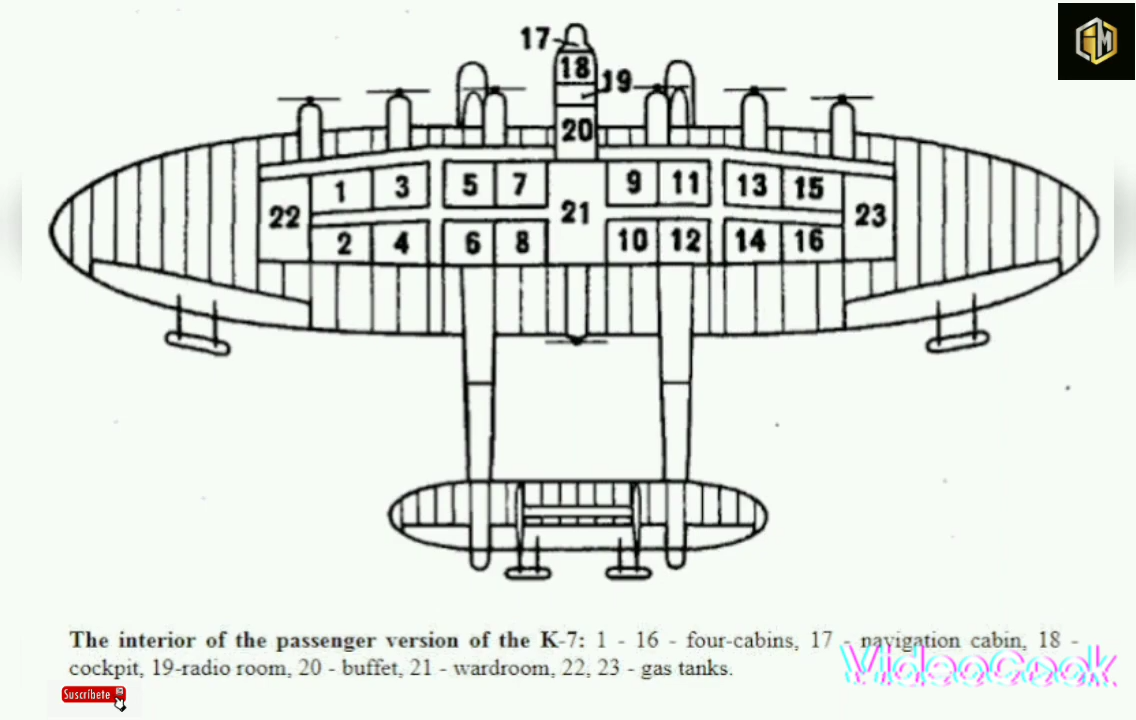 17
18
19
20
1 3 5 7 9 11 13 15
22 21 23
2 4 6 8 10 12 14 16
The interior of the passenger version of the K-7: 1 - 16 - four-cabins, 17 - navigation cabin, 18 -
cockpit, 19-radio room, 20 - buffet, 21 - wardroom, 22, 23 - gas tanks.
VideoCook
Suscríbete